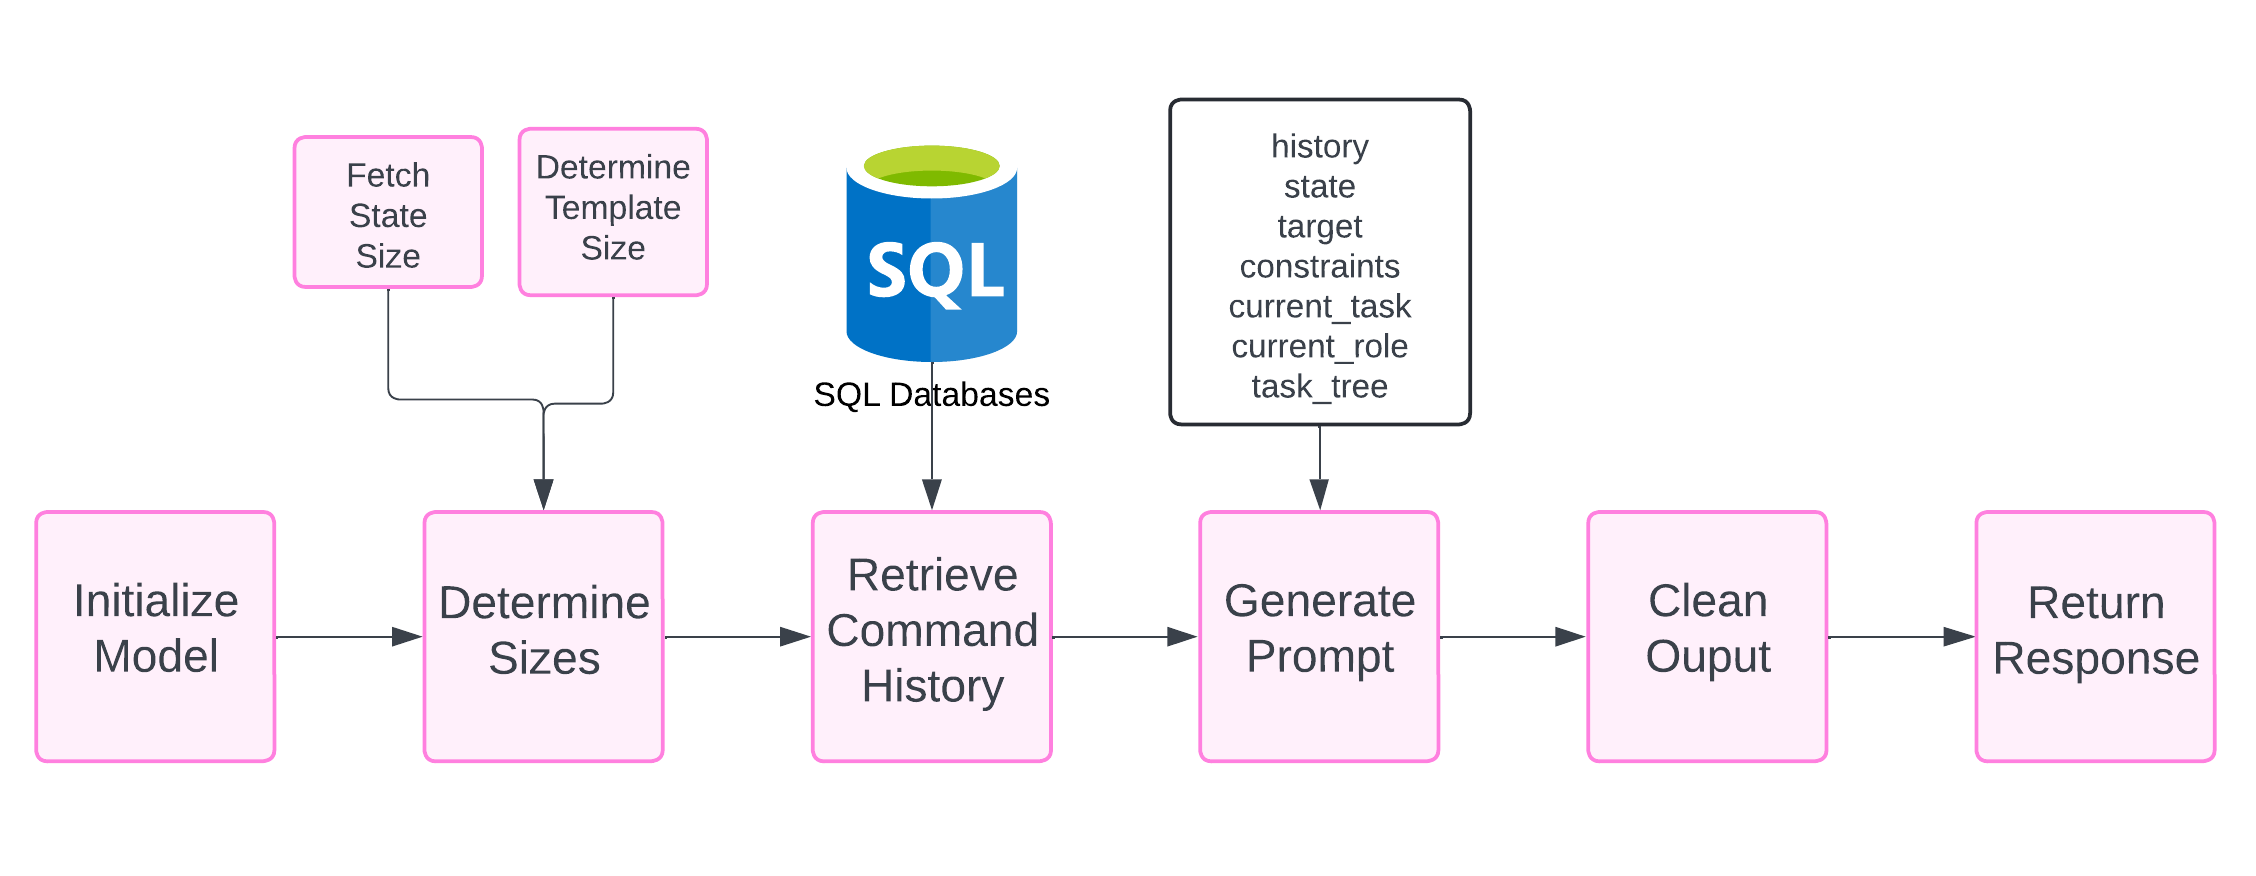 Fetch
State
Size
Determine
Template
Size
SQL
SQL Databases
history
state
target
constraints
current_task
current_role
task_tree
Initialize
Model
Determine
Sizes
Retrieve
Command
History
Generate
Prompt
Clean
Ouput
Return
Response